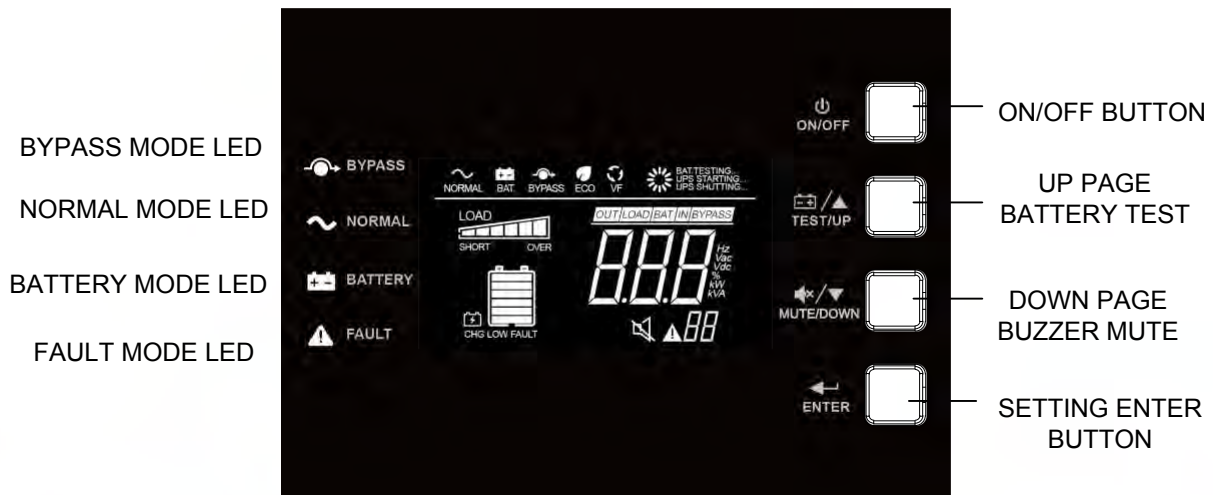 BYPASS MODE LED
NORMAL MODE LED
BATTERY MODE LED
FAULT MODE LED
BYPASS
NORMAL
BATTERY
FAULT
NORMAL BAT. BYPASS ECO VF
BAT.TESTING...
UPS STARTING...
UPS SHUTTING...
LOAD
SHORT OVER
CHG LOW FAULT
OUT LOAD BAT IN BYPASS
8.8.8
Hz
Vac
Vdc
%
kW
kVA
88
ON/OFF
TEST/UP
MUTE/DOWN
ENTER
ON/OFF BUTTON
UP PAGE
BATTERY TEST
DOWN PAGE
BUZZER MUTE
SETTING ENTER
BUTTON